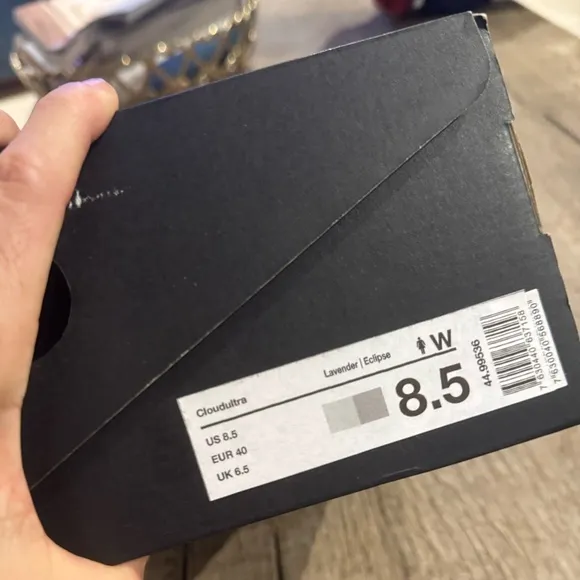 Cloudultra
Lavender | Eclipse
W
US 8.5
EUR 40
UK 6.5
8.5
44.99536